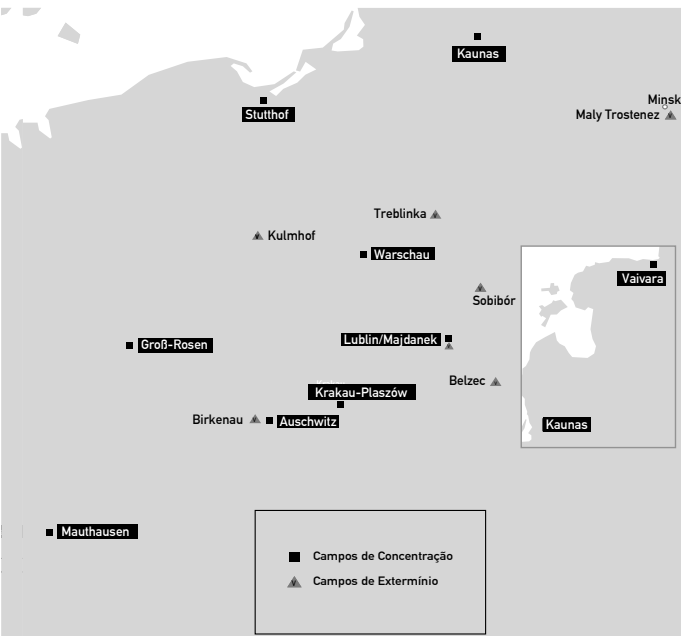 Kaunas
Minsk
Stutthof
Maly Trostenez
Treblinka
Kulmhof
Warschau
Vaivara
Sobibór
Lublin/Majdanek
Groß-Rosen
Belzec
Krakau-Plaszów
Birkenau
Auschwitz
Kaunas
Mauthausen
Campos de Concentração
Campos de Extermínio